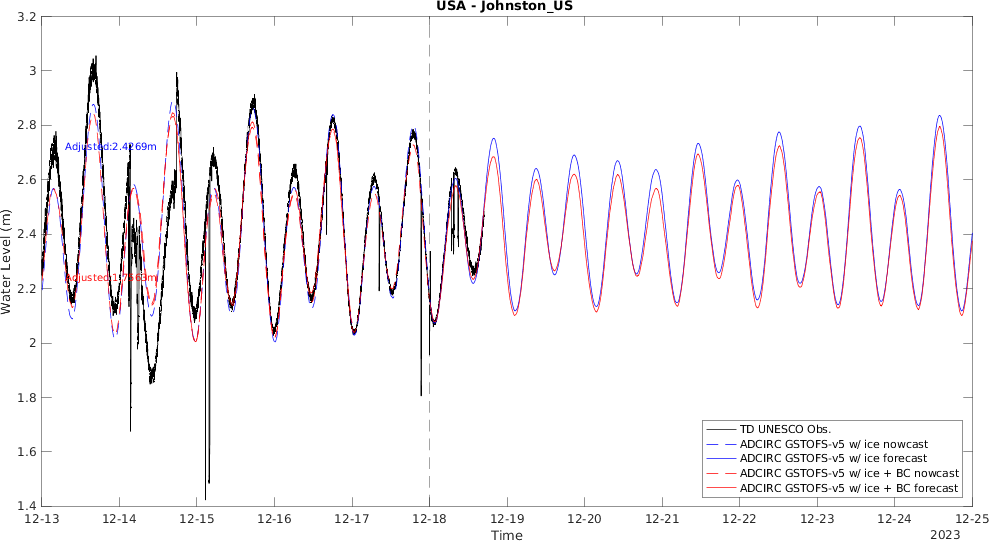 USA - Johnston_US
3.2
3
2.8
2.6
2.4
2.2
2
1.8
1.6
1.4
Water Level (m)
Adjusted:2.4269m
TD UNESCO Obs.
ADCIRC GSTOFS-v5 w/ ice nowcast
ADCIRC GSTOFS-v5 w/ ice forecast
ADCIRC GSTOFS-v5 w/ ice + BC nowcast
ADCIRC GSTOFS-v5 w/ ice + BC forecast
12-13 12-14 12-15 12-16 12-17 12-18 12-19 12-20 12-21 12-22 12-23 12-24 12-25
Time
2023